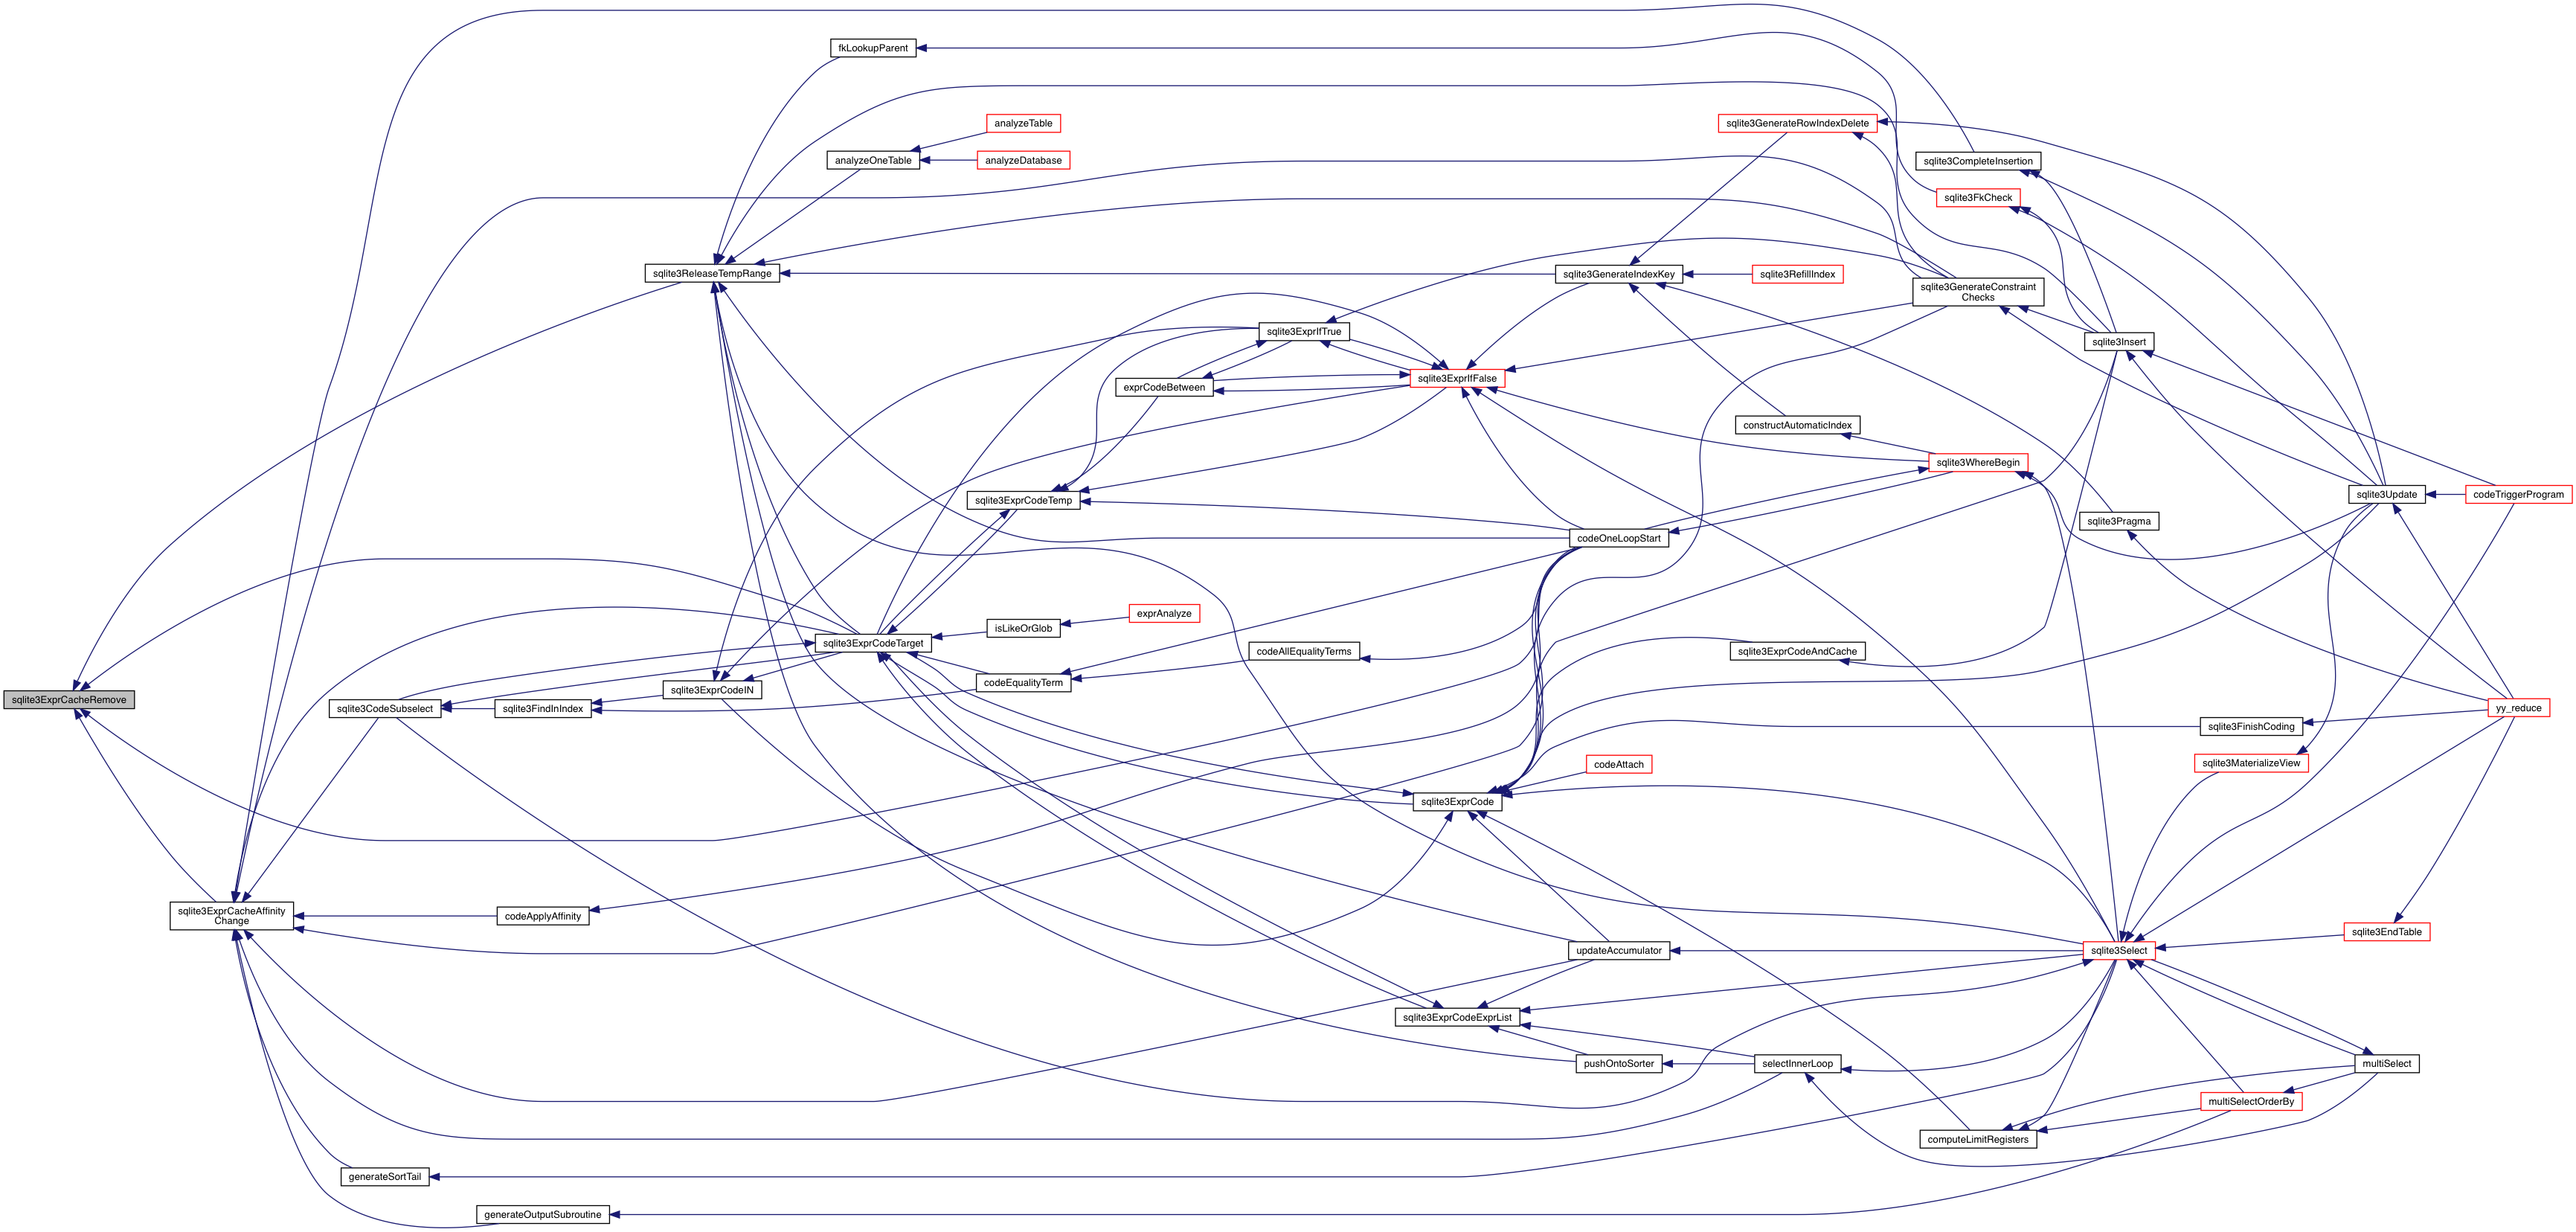 fkLookupParent
analyzeTable
sqlite3GenerateRowIndexDelete
analyzeOneTable
analyzeDatabase
sqlite3CompleteInsertion
sqlite3FkCheck
sqlite3ReleaseTempRange
sqlite3GenerateIndexKey
sqlite3RefillIndex
sqlite3GenerateConstraint
Checks
sqlite3ExprIfTrue
sqlite3Insert
exprCodeBetween
sqlite3ExprIfFalse
constructAutomaticIndex
sqlite3WhereBegin
sqlite3ExprCodeTemp
sqlite3Update
codeTriggerProgram
sqlite3Pragma
codeOneLoopStart
exprAnalyze
isLikeOrGlob
sqlite3ExprCodeTarget
codeAllEqualityTerms
sqlite3ExprCodeAndCache
codeEqualityTerm
sqlite3ExprCodeIN
sqlite3ExprCacheRemove
sqlite3CodeSubselect
sqlite3FindInIndex
yy_reduce
sqlite3FinishCoding
codeAttach
sqlite3MaterializeView
sqlite3ExprCode
sqlite3ExprCacheAffinity
Change
codeApplyAffinity
sqlite3EndTable
updateAccumulator
sqlite3Select
sqlite3ExprCodeExprList
pushOntoSorter
selectInnerLoop
multiSelect
multiSelectOrderBy
computeLimitRegisters
generateSortTail
generateOutputSubroutine